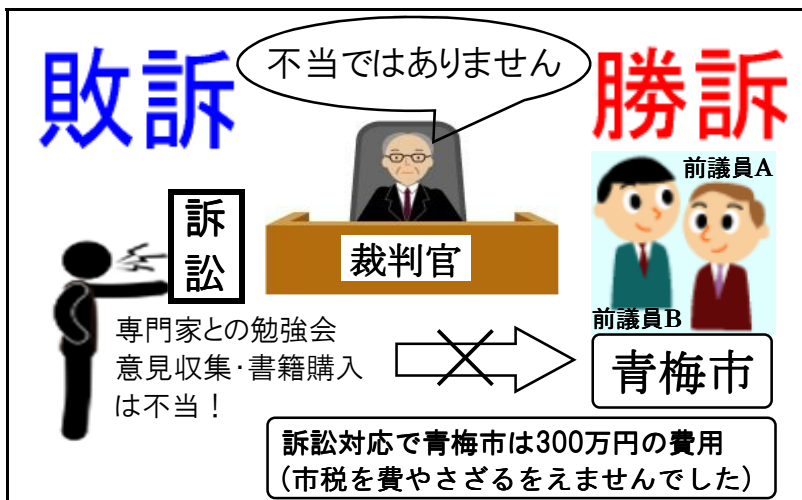 敗訴
不当ではありません
勝訴
前議員A
訴
訟
裁判官
前議員B
専門家との勉強会
意見収集・書籍購入
は不当！
青梅市
訴訟対応で青梅市は300万円の費用
(市税を費やさざるをえませんでした)